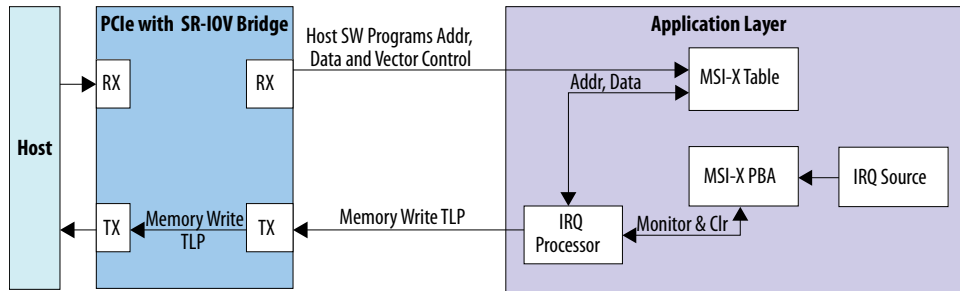 PCIe with SR-IOV Bridge
Application Layer
Host SW Programs Addr,
Data and Vector Control
RX
RX
Addr, Data
MSI-X Table
Host
MSI-X PBA
IRQ Source
TX
Memory Write
TLP
TX
Memory Write TLP
IRQ
Processor
Monitor & Clr